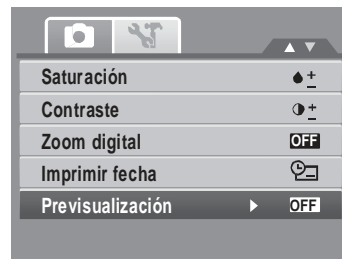 Saturación
Contraste
Zoom digital OFF
Imprimir fecha
Previsualización OFF